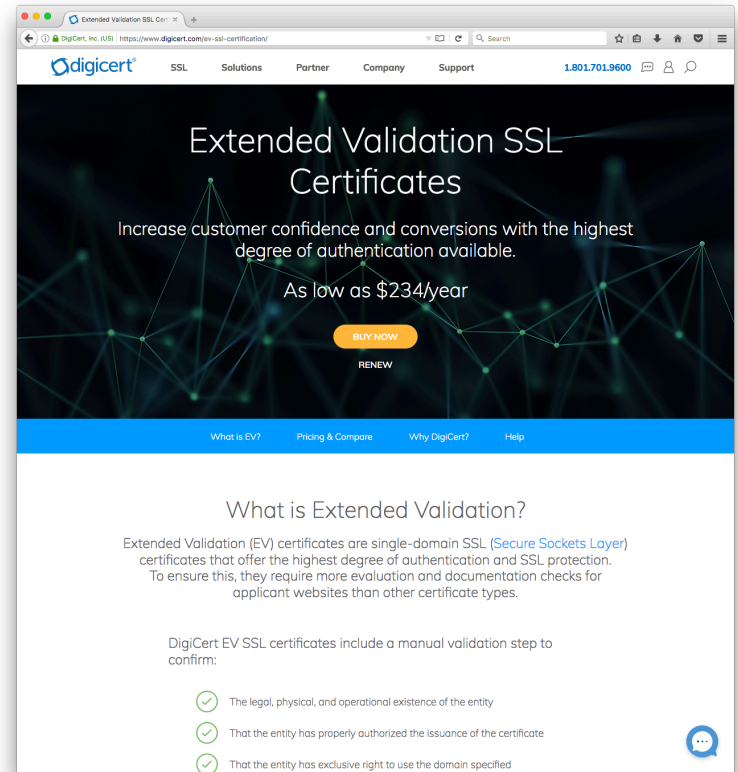 Extended Validation SSL Cert
DigiCert, Inc. (US) https://www.digicert.com/ev-ssl-certification/ Search
digicert® SSL Solutions Partner Company Support 1.801.701.9600
Extended Validation SSL
Certificates
Increase customer confidence and conversions with the highest
degree of authentication available.
As low as $234/year
BUY NOW
RENEW
What is EV? Pricing & Compare Why DigiCert? Help
What is Extended Validation?
Extended Validation (EV) certificates are single-domain SSL (Secure Sockets Layer)
certificates that offer the highest degree of authentication and SSL protection.
To ensure this, they require more evaluation and documentation checks for
applicant websites than other certificate types.
DigiCert EV SSL certificates include a manual validation step to
confirm:
The legal, physical, and operational existence of the entity
That the entity has properly authorized the issuance of the certificate
That the entity has exclusive right to use the domain specified